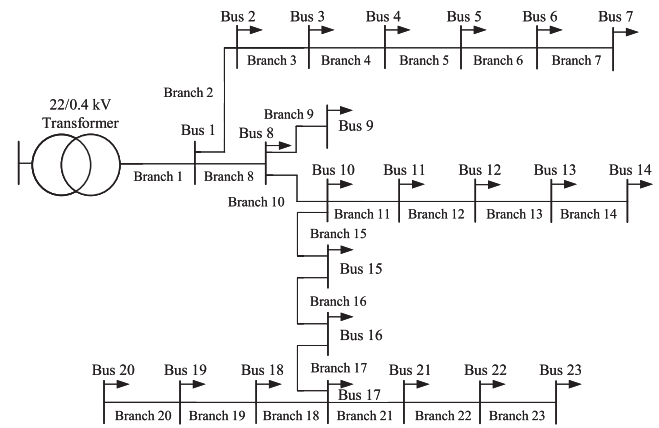 Bus 2 Bus 3 Bus 4 Bus 5 Bus 6 Bus 7
Branch 3 Branch 4 Branch 5 Branch 6 Branch 7
Branch 2
22/0.4 kV
Transformer
Bus 1
Bus 8
Branch 9
Bus 9
Branch 1 Branch 8
Bus 10 Bus 11 Bus 12 Bus 13 Bus 14
Branch 10
Branch 11 Branch 12 Branch 13 Branch 14
Branch 15
Bus 15
Branch 16
Bus 16
Branch 17
Bus 20 Bus 19 Bus 18 Bus 21 Bus 22 Bus 23
Bus 17
Branch 20 Branch 19 Branch 18 Branch 21 Branch 22 Branch 23